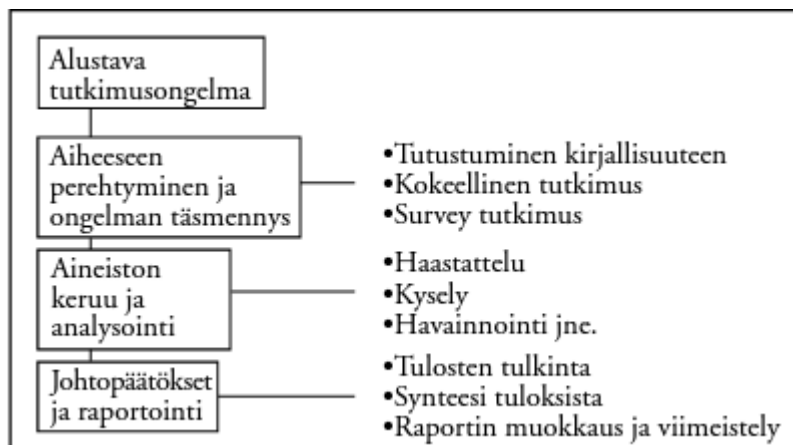 Alustava
tutkimusongelma
Aiheeseen
perehtyminen ja
ongelman täsmennys
•Tutustuminen kirjallisuuteen
•Kokeellinen tutkimus
•Survey tutkimus
Aineiston
keruu ja
analysointi
•Haastattelu
•Kysely
•Havainnointi jne.
Johtopäätökset
ja raportointi
•Tulosten tulkinta
•Synteesi tuloksista
•Raportin muokkaus ja viimeistely